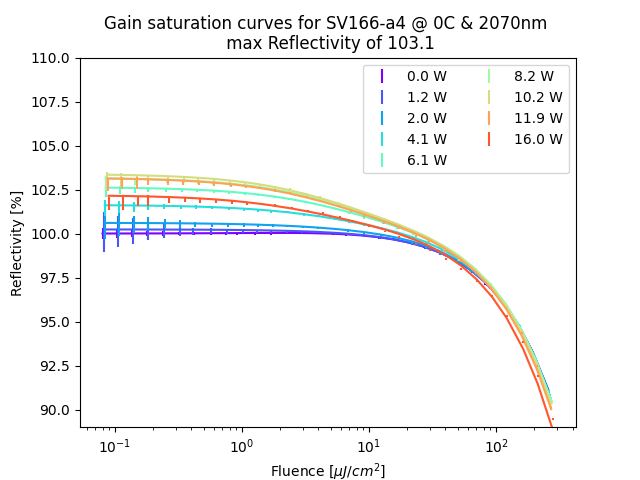 Gain saturation curves for SV166-a4 @ 0C & 2070nm
max Reflectivity of 103.1
110.0
107.5
105.0
102.5
100.0
97.5
95.0
92.5
90.0
Reflectivity [%]
0.0 W
1.2 W
2.0 W
4.1 W
6.1 W
8.2 W
10.2 W
11.9 W
16.0 W
10⁻¹ 10⁰ 10¹ 10²
Fluence [μJ/cm²]